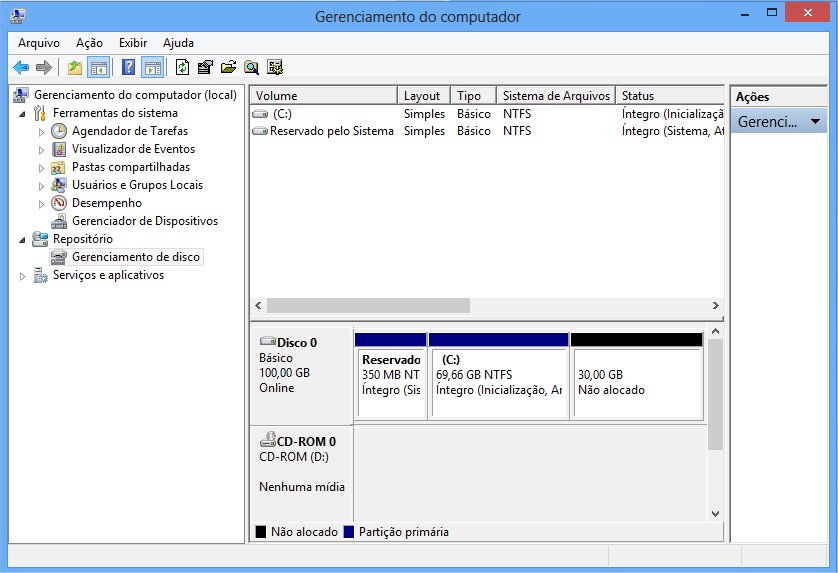 Gerenciamento do computador
Arquivo Ação Exibir Ajuda
Gerenciamento do computador (local)
Ferramentas do sistema
Agendador de Tarefas
Visualizador de Eventos
Pastas compartilhadas
Usuários e Grupos Locais
Desempenho
Gerenciador de Dispositivos
Repositório
Gerenciamento de disco
Serviços e aplicativos
Volume Layout Tipo Sistema de Arquivos Status
(C:) Simples Básico NTFS Íntegro (Inicializaçã
Reservado pelo Sistema Simples Básico NTFS Íntegro (Sistema, At
Disco 0
Básico
100,00 GB
Online
Reservado
350 MB NT
Íntegro (Sis
(C:)
69,66 GB NTFS
Íntegro (Inicialização, Ar
30,00 GB
Não alocado
CD-ROM 0
CD-ROM (D:)
Nenhuma mídia
Não alocado Partição primária
Ações
Gerenci...